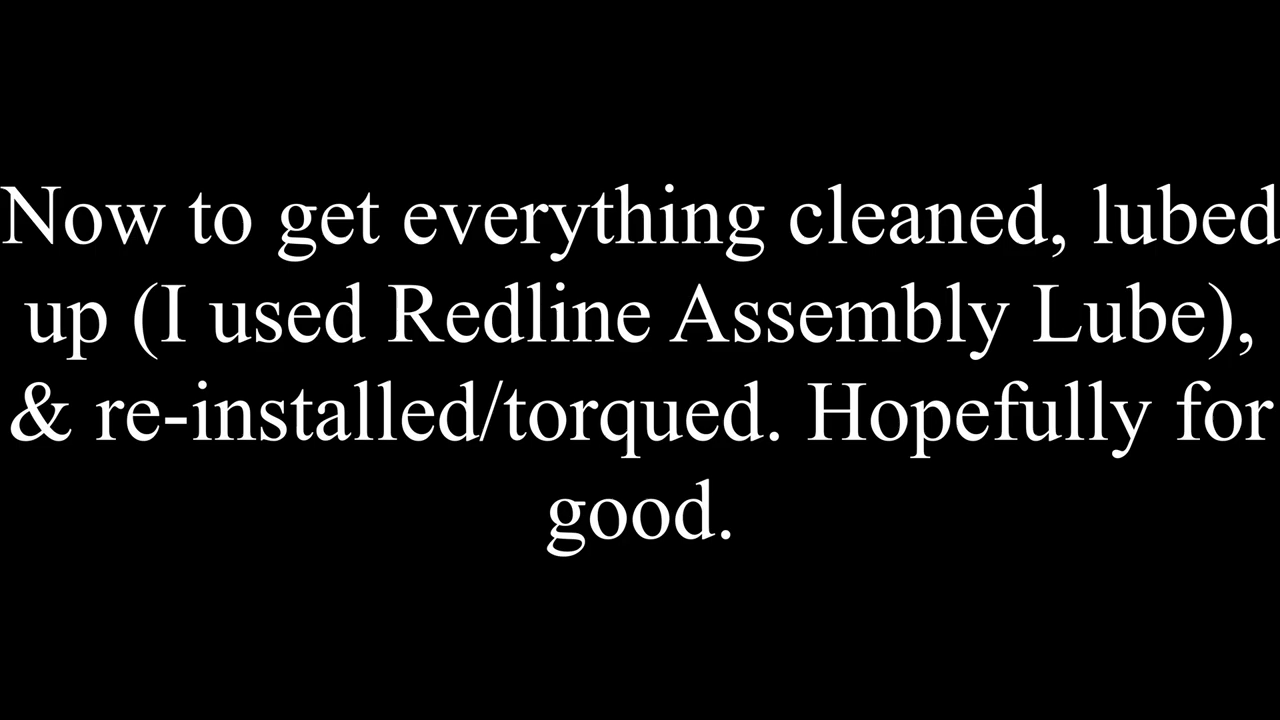 Now to get everything cleaned, lubed
up (I used Redline Assembly Lube),
& re-installed/torqued. Hopefully for
good.